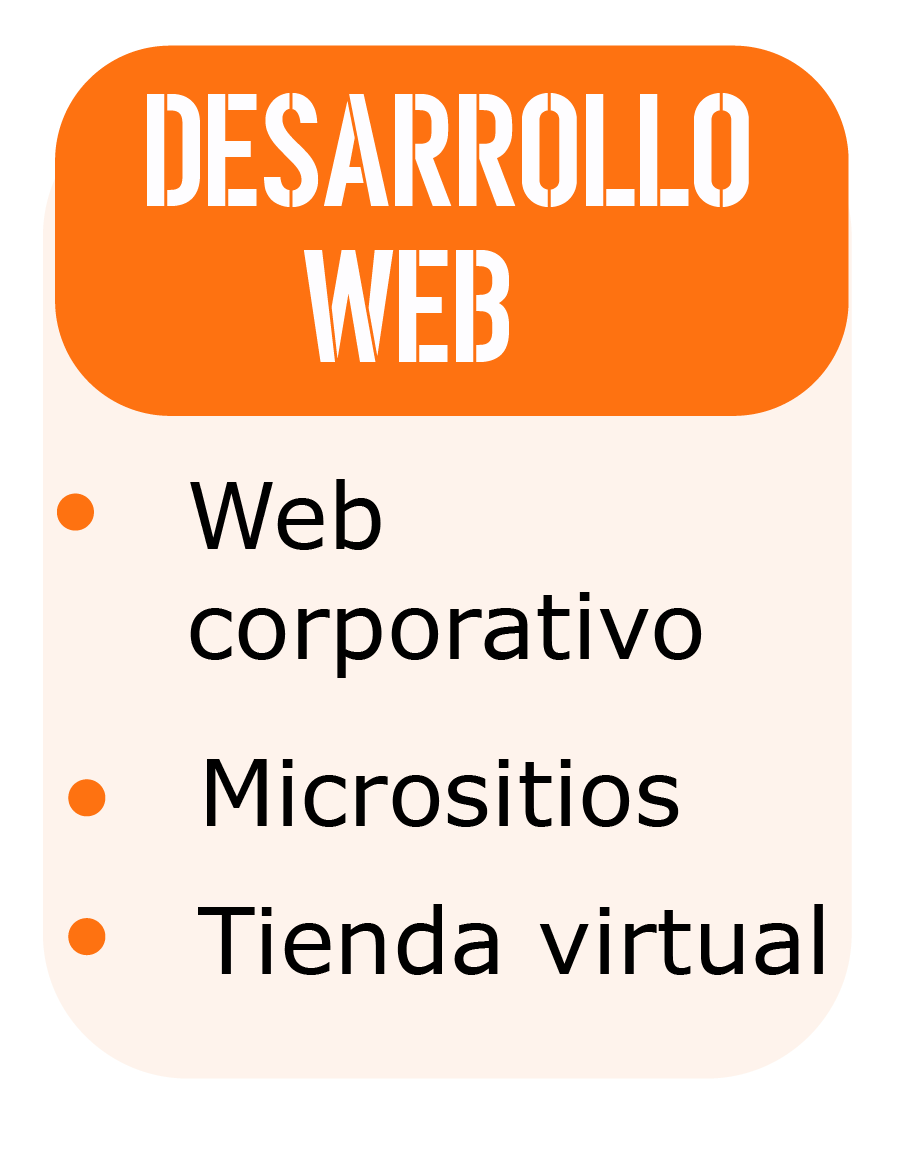 DESARROLLO
WEB
Web
corporativo
Micrositios
Tienda virtual